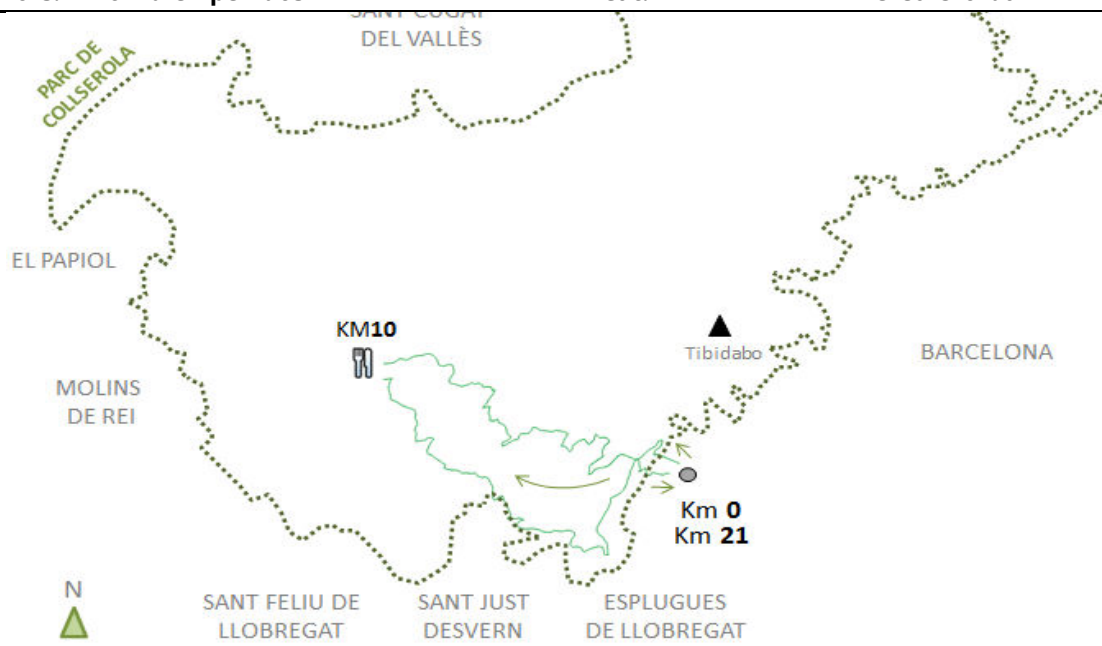 SANT CUGAT
DEL VALLÈS
PARC DE
COLLSEROLA
EL PAPIOL
KM10
Tibidabo
BARCELONA
MOLINS
DE REI
Km 0
Km 21
N
SANT FELIU DE
LLOBREGAT
SANT JUST
DESVERN
ESPLUGUES
DE LLOBREGAT